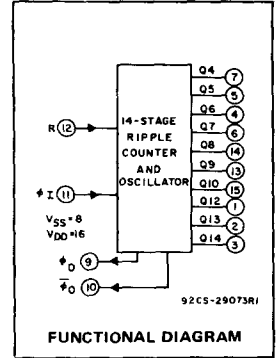 Q4 7
Q5 5
Q6 4
Q7 6
Q8 14
Q9 13
Q10 15
Q12 1
Q13 2
Q14 3
R 12
14-STAGE
RIPPLE
COUNTER
AND
OSCILLATOR
ϕI 11
VSS=8
VDD=16
ϕO 9
ϕ̅O 10
92CS-29073R1
FUNCTIONAL DIAGRAM